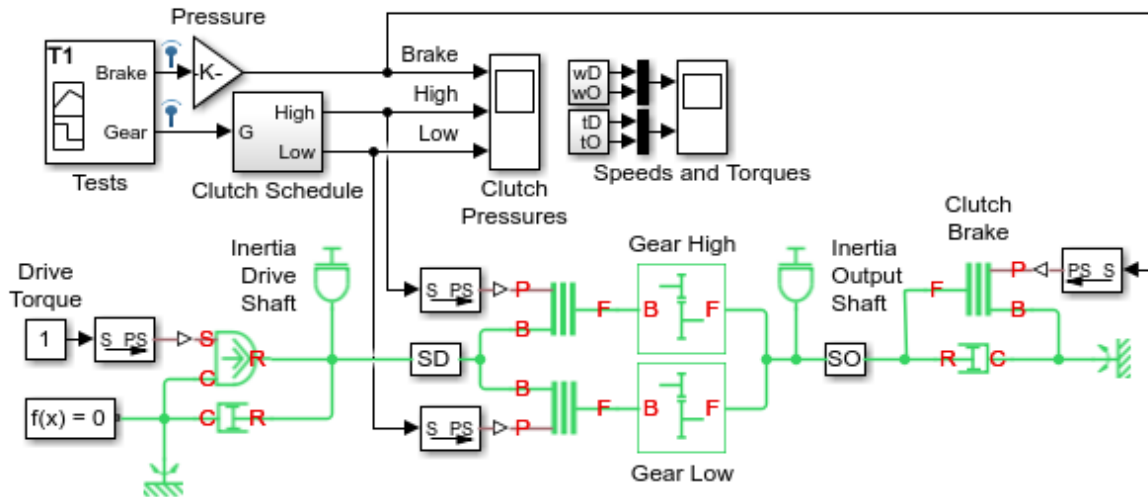 Pressure
T1
Brake
Gear
Tests
-K-
G
High
Low
Clutch Schedule
Brake
High
Low
Clutch
Pressures
wD
wO
tD
tO
Speeds and Torques
Drive
Torque
1
S PS
S
C
R
f(x) = 0
C
R
Inertia
Drive
Shaft
SD
S PS
P
B
F
Gear High
B
F
S PS
P
B
F
B
F
Gear Low
Inertia
Output
Shaft
SO
Clutch
Brake
F
P
B
PS S
R
C